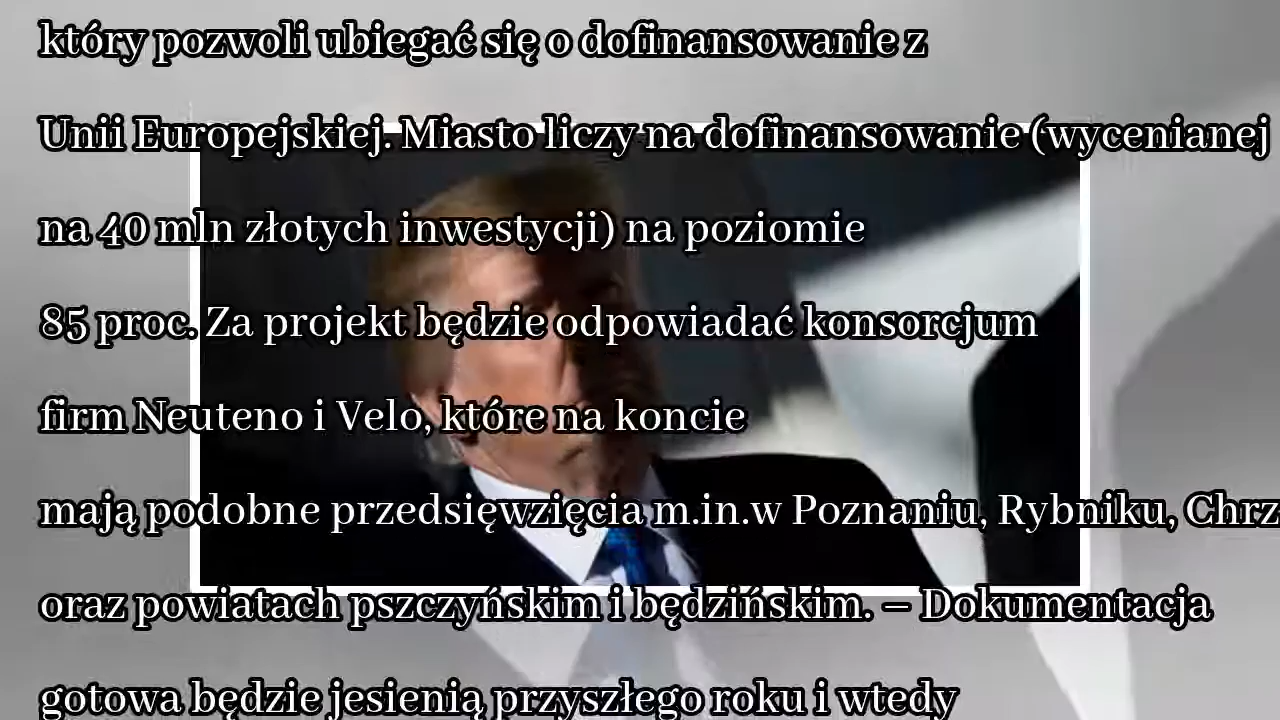 który pozwoli ubiegać się o dofinansowanie z
Unii Europejskiej. Miasto liczy na dofinansowanie (wycenianej
na 40 mln złotych inwestycji) na poziomie
85 proc. Za projekt będzie odpowiadać konsorcjum
firm Neuteno i Velo, które na koncie
mają podobne przedsięwzięcia m.in.w Poznaniu, Rybniku, Chrz
oraz powiatach pszczyńskim i będzińskim. – Dokumentacja
gotowa będzie jesienią przyszłego roku i wtedy